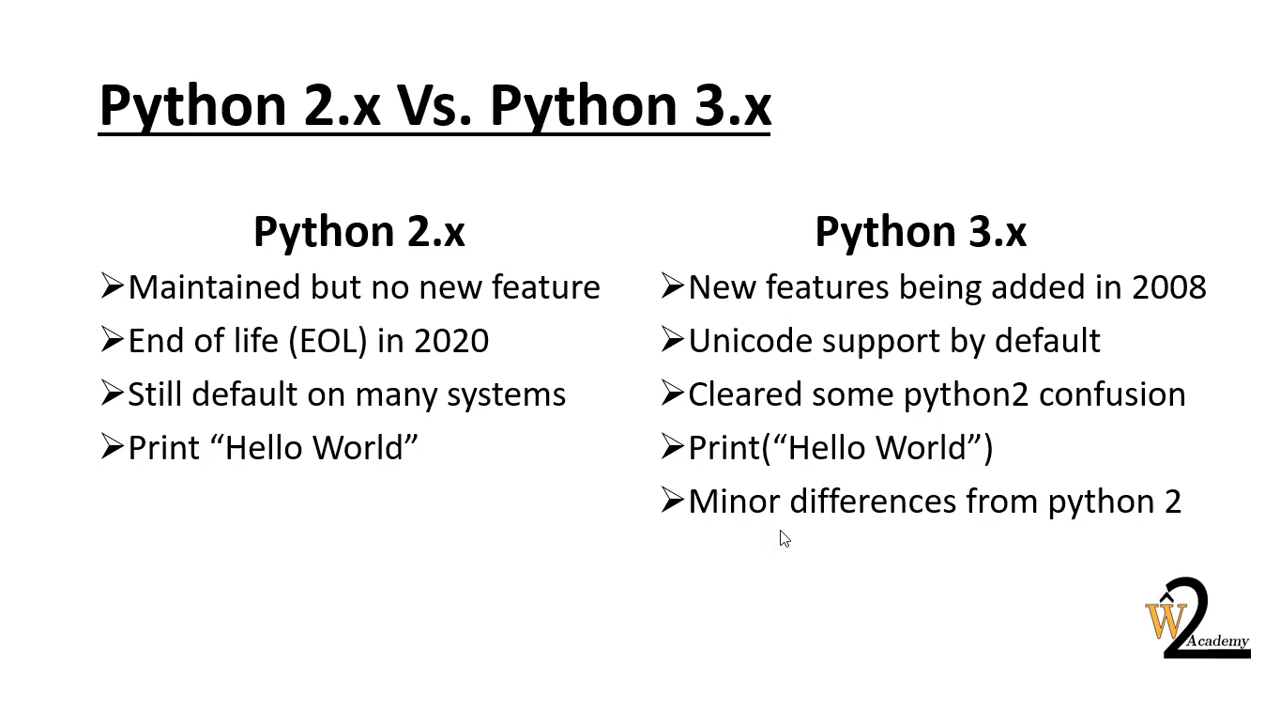 Python 2.x Vs. Python 3.x
Python 2.x
➢Maintained but no new feature
➢End of life (EOL) in 2020
➢Still default on many systems
➢Print “Hello World”
Python 3.x
➢New features being added in 2008
➢Unicode support by default
➢Cleared some python2 confusion
➢Print(“Hello World”)
➢Minor differences from python 2
Ŵ2
Academy